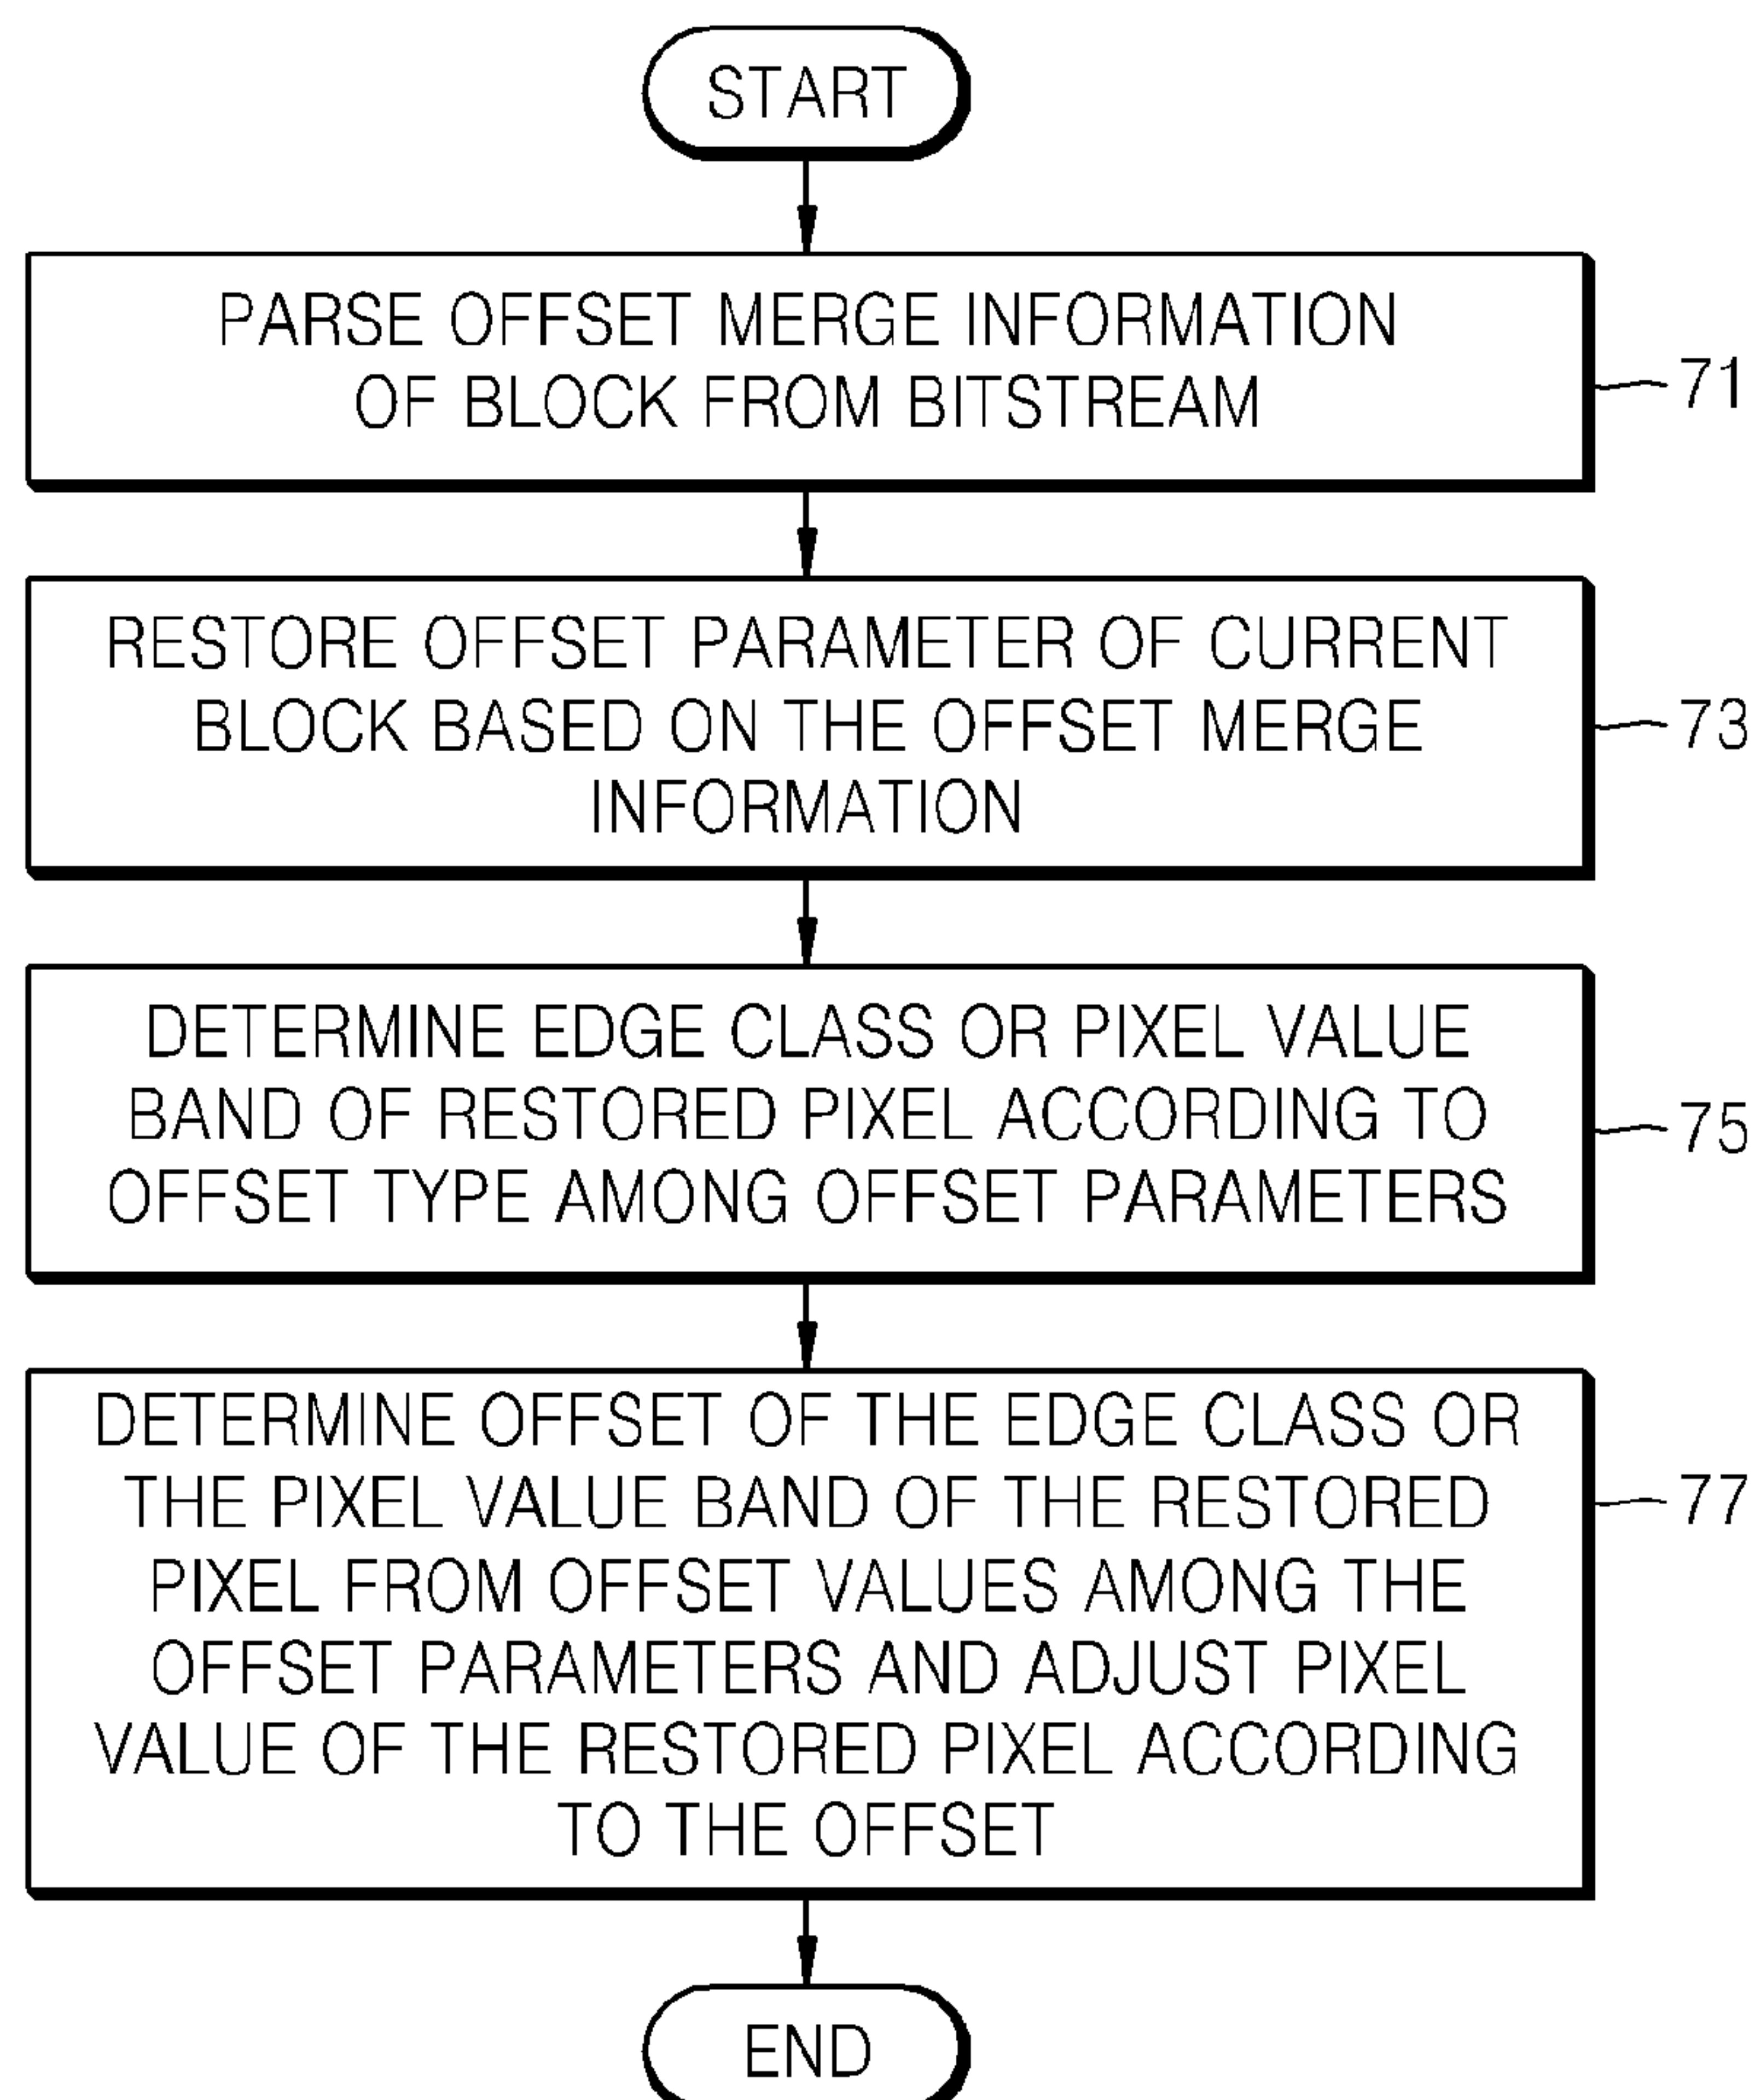 START
PARSE OFFSET MERGE INFORMATION
OF BLOCK FROM BITSTREAM
71
RESTORE OFFSET PARAMETER OF CURRENT
BLOCK BASED ON THE OFFSET MERGE
INFORMATION
73
DETERMINE EDGE CLASS OR PIXEL VALUE
BAND OF RESTORED PIXEL ACCORDING TO
OFFSET TYPE AMONG OFFSET PARAMETERS
75
DETERMINE OFFSET OF THE EDGE CLASS OR
THE PIXEL VALUE BAND OF THE RESTORED
PIXEL FROM OFFSET VALUES AMONG THE
OFFSET PARAMETERS AND ADJUST PIXEL
VALUE OF THE RESTORED PIXEL ACCORDING
TO THE OFFSET
77
END